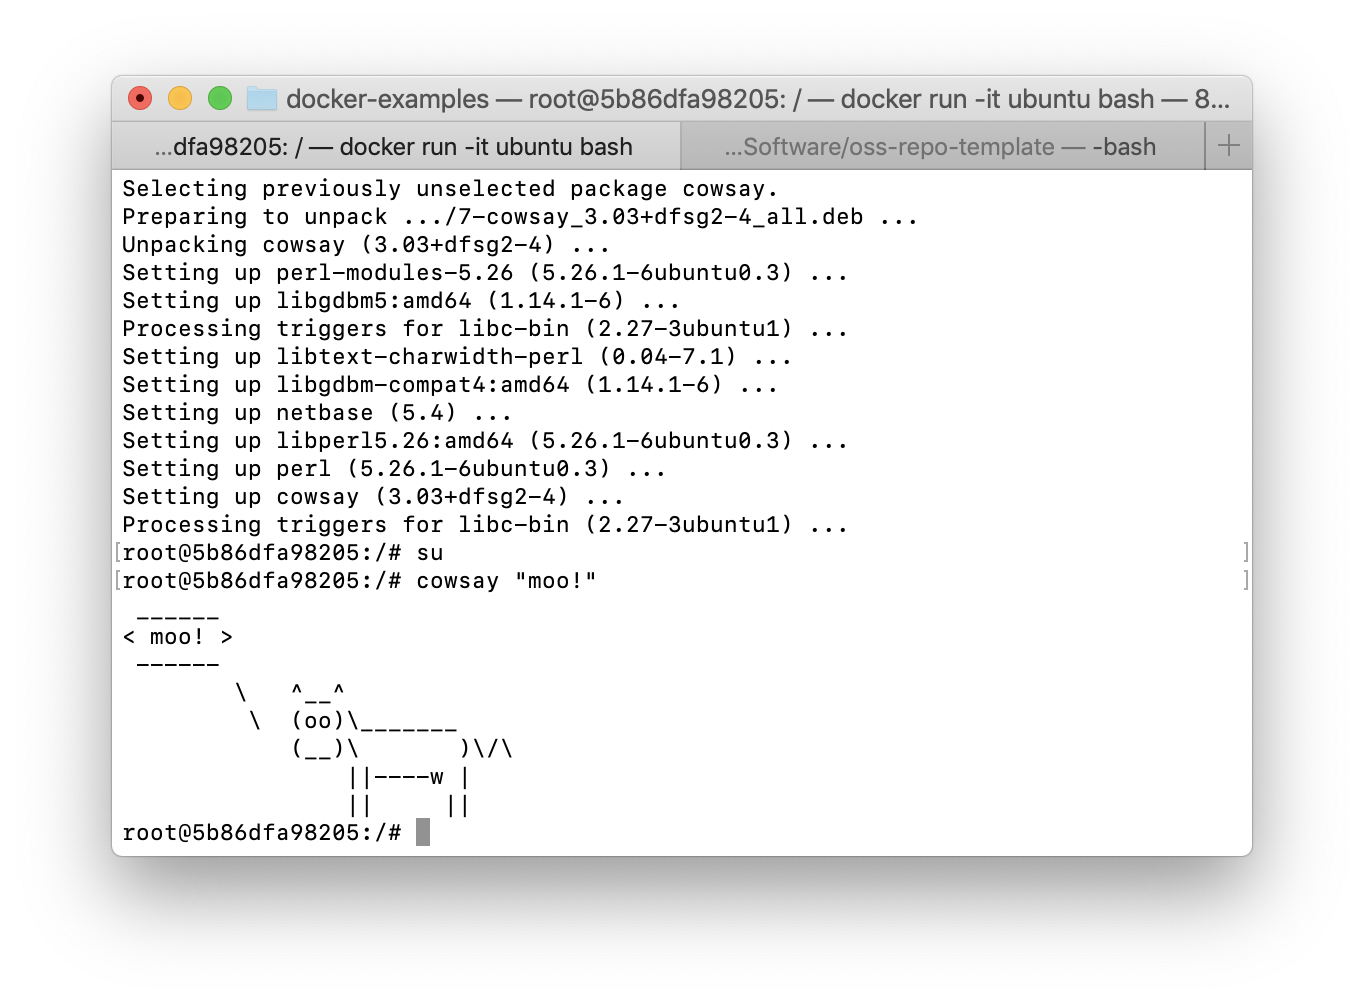 docker-examples — root@5b86dfa98205: / — docker run -it ubuntu bash — 8...
...dfa98205: / — docker run -it ubuntu bash
...Software/oss-repo-template — -bash
+
Selecting previously unselected package cowsay.
Preparing to unpack .../7-cowsay_3.03+dfsg2-4_all.deb ...
Unpacking cowsay (3.03+dfsg2-4) ...
Setting up perl-modules-5.26 (5.26.1-6ubuntu0.3) ...
Setting up libgdbm5:amd64 (1.14.1-6) ...
Processing triggers for libc-bin (2.27-3ubuntu1) ...
Setting up libtext-charwidth-perl (0.04-7.1) ...
Setting up libgdbm-compat4:amd64 (1.14.1-6) ...
Setting up netbase (5.4) ...
Setting up libperl5.26:amd64 (5.26.1-6ubuntu0.3) ...
Setting up perl (5.26.1-6ubuntu0.3) ...
Setting up cowsay (3.03+dfsg2-4) ...
Processing triggers for libc-bin (2.27-3ubuntu1) ...
[root@5b86dfa98205:/# su ]
[root@5b86dfa98205:/# cowsay "moo!" ]
 ______
< moo! >
 ------
        \   ^__^
         \  (oo)\_______
            (__)\       )\/\
                ||----w |
                ||     ||
root@5b86dfa98205:/#